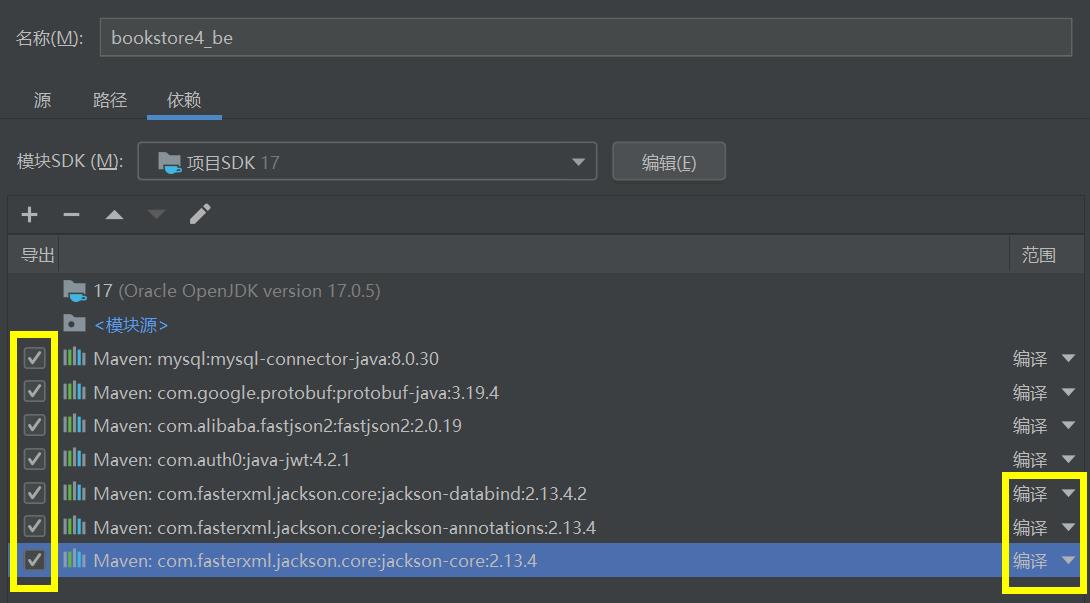 名称(M): bookstore4_be
源 路径 依赖
模块SDK (M): 项目SDK 17 编辑(E)
导出 范围
17 (Oracle OpenJDK version 17.0.5)
<模块源>
Maven: mysql:mysql-connector-java:8.0.30 编译
Maven: com.google.protobuf:protobuf-java:3.19.4 编译
Maven: com.alibaba.fastjson2:fastjson2:2.0.19 编译
Maven: com.auth0:java-jwt:4.2.1 编译
Maven: com.fasterxml.jackson.core:jackson-databind:2.13.4.2 编译
Maven: com.fasterxml.jackson.core:jackson-annotations:2.13.4 编译
Maven: com.fasterxml.jackson.core:jackson-core:2.13.4 编译